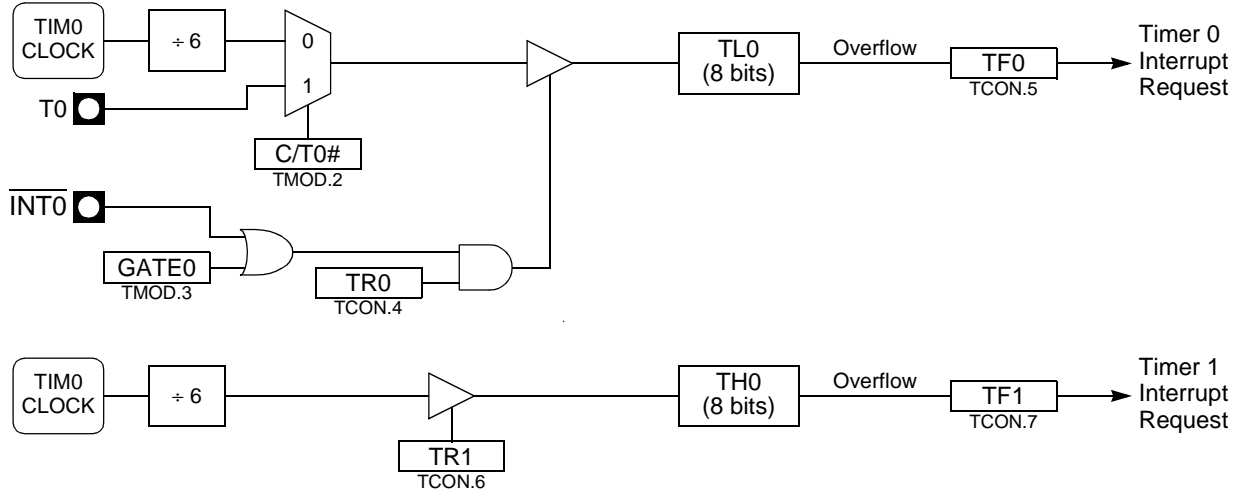 TIM0
CLOCK
÷ 6
0
1
T0
C/T0#
TMOD.2
TL0
(8 bits)
Overflow
TF0
TCON.5
Timer 0
Interrupt
Request
INT0
GATE0
TMOD.3
TR0
TCON.4
TIM0
CLOCK
÷ 6
TR1
TCON.6
TH0
(8 bits)
Overflow
TF1
TCON.7
Timer 1
Interrupt
Request